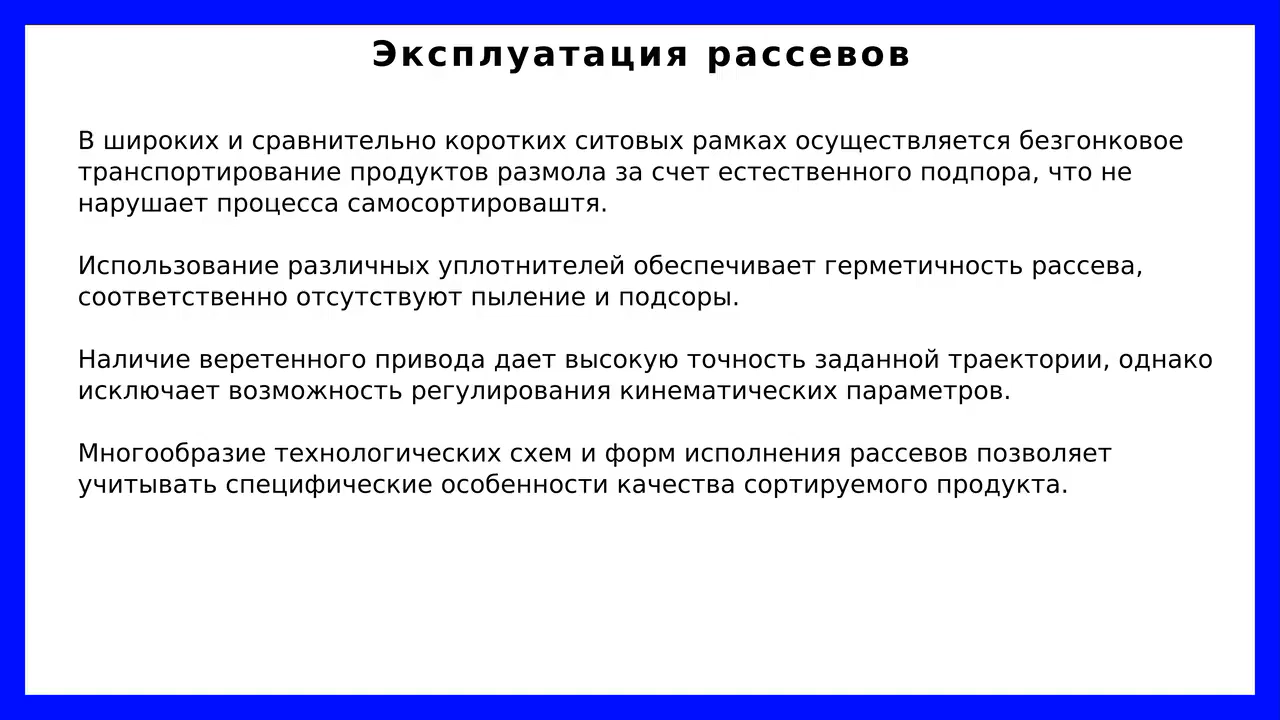 Эксплуатация рассевов
В широких и сравнительно коротких ситовых рамках осуществляется безгонковое
транспортирование продуктов размола за счет естественного подпора, что не
нарушает процесса самосортироваштя.
Использование различных уплотнителей обеспечивает герметичность рассева,
соответственно отсутствуют пыление и подсоры.
Наличие веретенного привода дает высокую точность заданной траектории, однако
исключает возможность регулирования кинематических параметров.
Многообразие технологических схем и форм исполнения рассевов позволяет
учитывать специфические особенности качества сортируемого продукта.